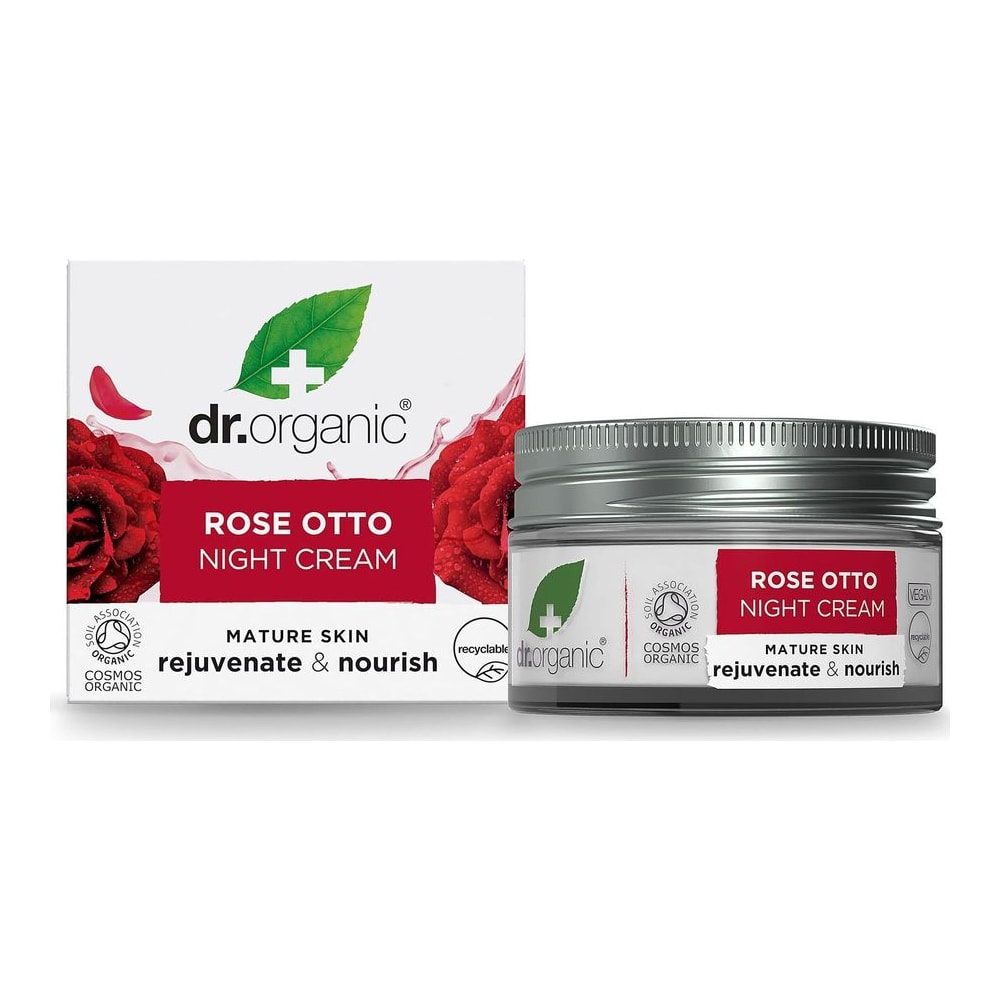 dr.organic®
ROSE OTTO
NIGHT CREAM
SOIL ASSOCIATION
ORGANIC
COSMOS
ORGANIC
MATURE SKIN
rejuvenate & nourish
recyclable
dr.organic®
SOIL ASSOCIATION
ORGANIC
COSMOS
ORGANIC
ROSE OTTO
NIGHT CREAM
MATURE SKIN
rejuvenate & nourish
VEGAN
recyclable